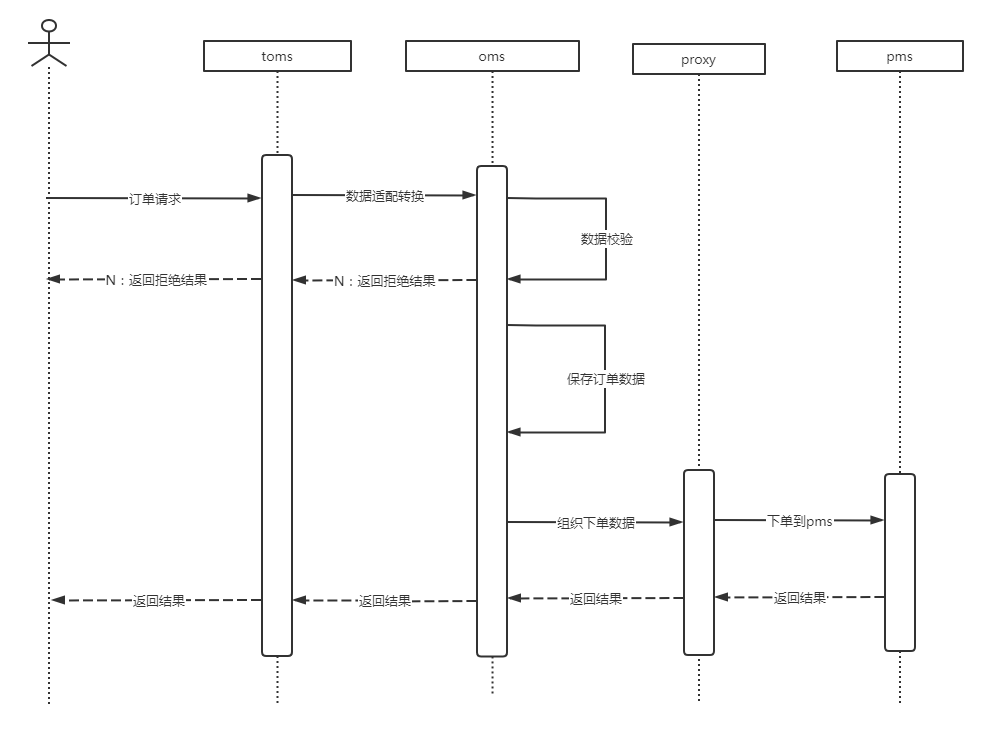 toms
oms
proxy
pms
订单请求
数据适配转换
数据校验
N：返回拒绝结果
N：返回拒绝结果
保存订单数据
组织下单数据
下单到pms
返回结果
返回结果
返回结果
返回结果